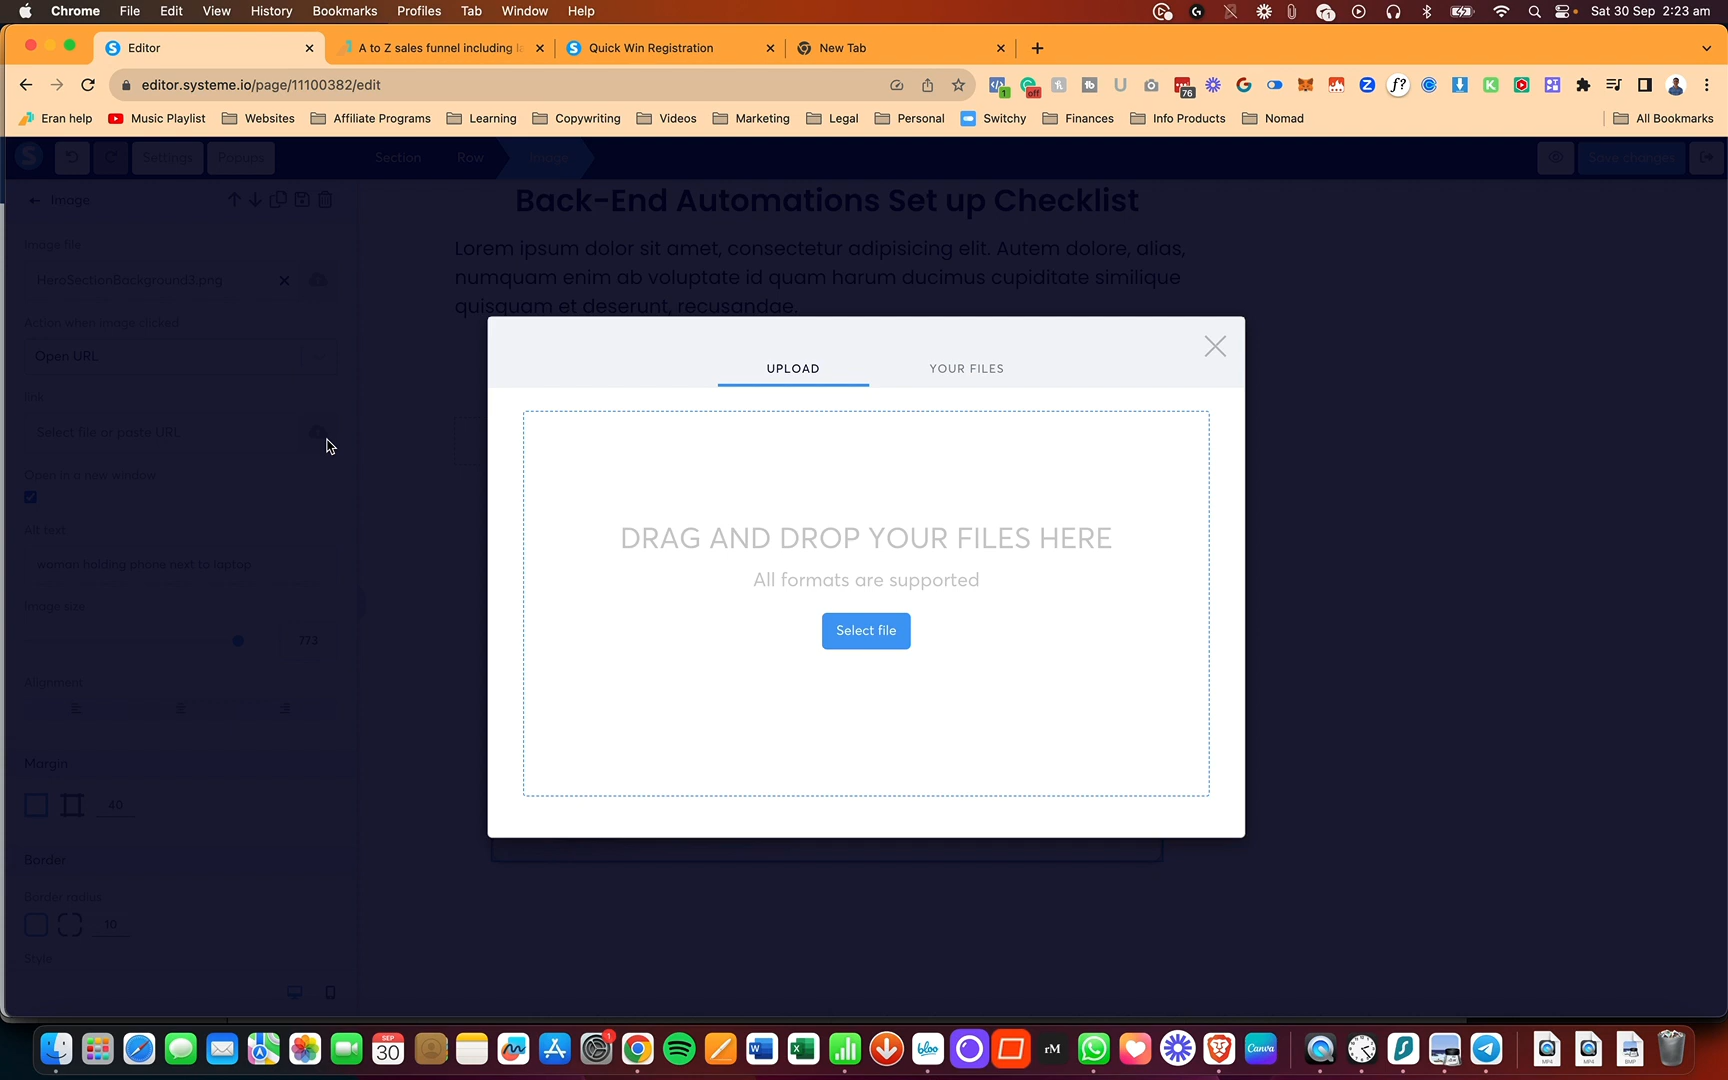 Chrome File Edit View History Bookmarks Profiles Tab Window Help
Sat 30 Sep 2:23 am
Editor
A to Z sales funnel including l
Quick Win Registration
New Tab
editor.systeme.io/page/11100382/edit
Eran help
Music Playlist
Websites
Affiliate Programs
Learning
Copywriting
Videos
Marketing
Legal
Personal
Switchy
Finances
Info Products
Nomad
All Bookmarks
Settings
Popups
Section
Row
Image
Save changes
Image
Image file
HeroSectionBackground3.png
Action when image clicked
Open URL
link
Select file or paste URL
Open in a new window
Alt text
woman holding phone next to laptop
Image size
773
Alignment
Margin
40
Border
Border radius
10
Style
Back-End Automations Set up Checklist
Lorem ipsum dolor sit amet, consectetur adipisicing elit. Autem dolore, alias,
numquam enim ab voluptate id quam harum ducimus cupiditate similique
quisquam et deserunt, recusandae.
UPLOAD
YOUR FILES
DRAG AND DROP YOUR FILES HERE
All formats are supported
Select file